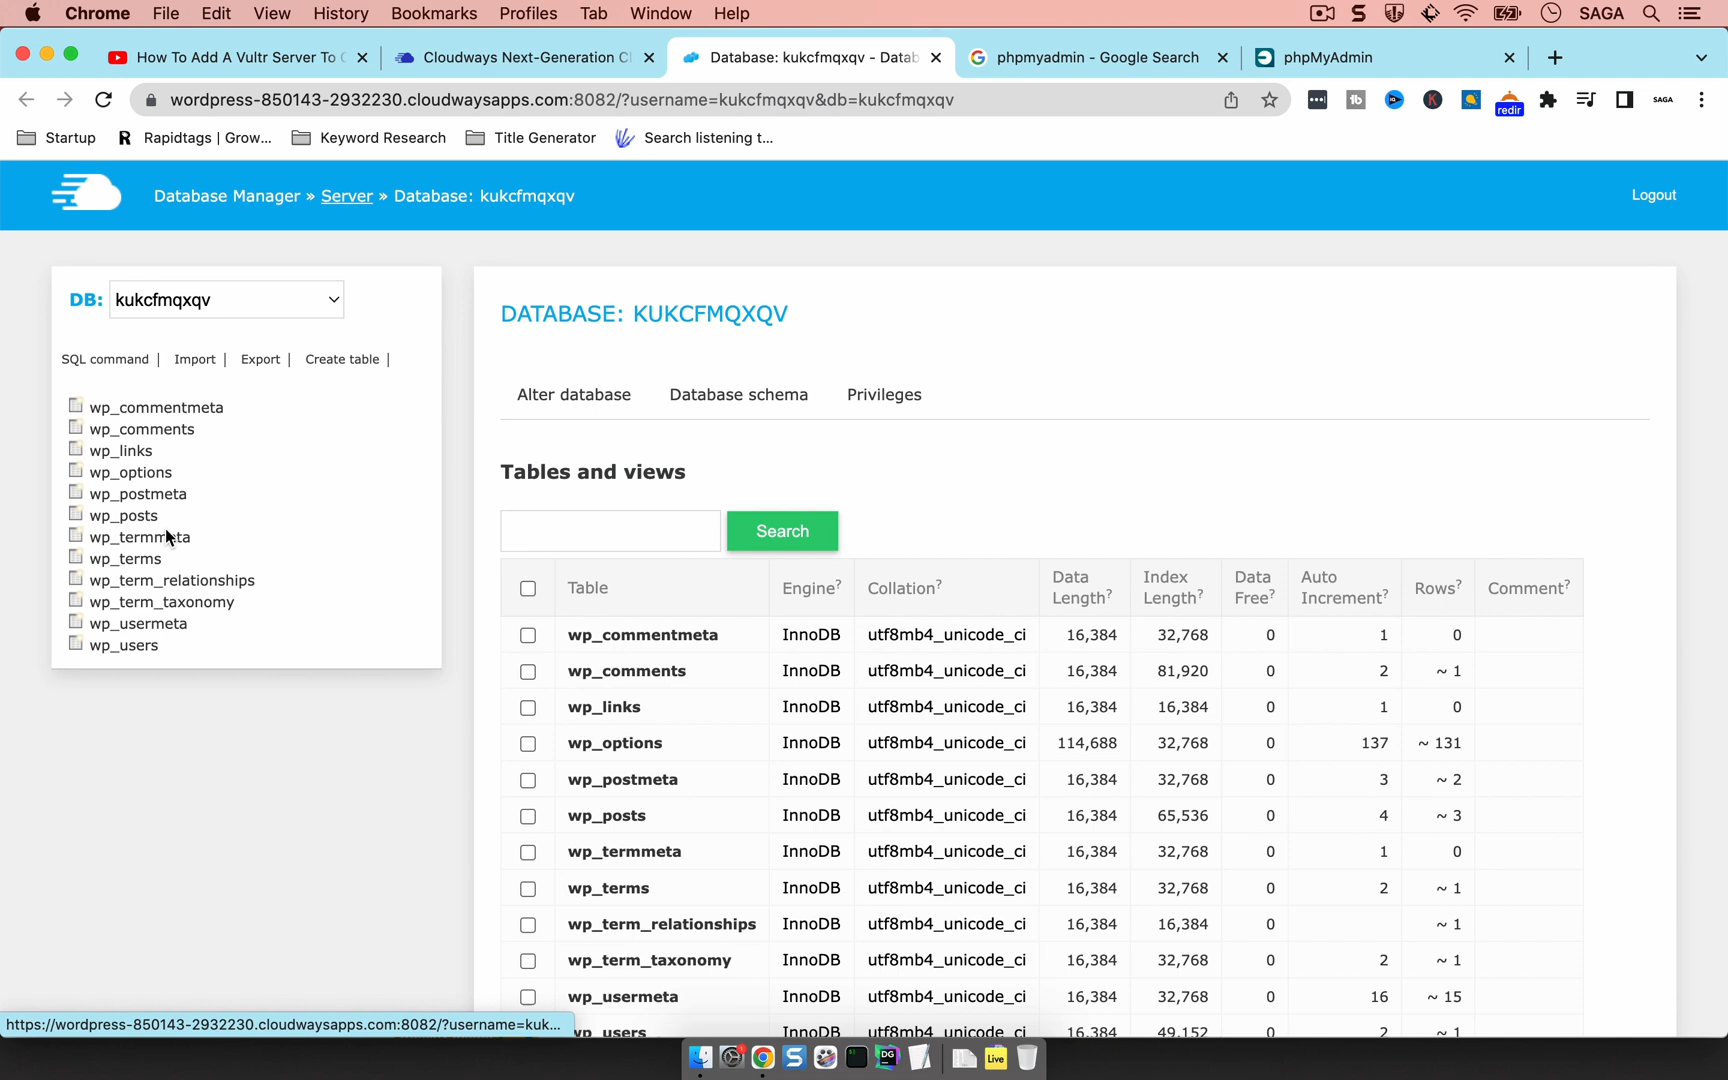 Chrome File Edit View History Bookmarks Profiles Tab Window Help SAGA
How To Add A Vultr Server To C
Cloudways Next-Generation Cl
Database: kukcfmqxqv - Datab
phpmyadmin - Google Search
phpMyAdmin
wordpress-850143-2932230.cloudwaysapps.com:8082/?username=kukcfmqxqv&db=kukcfmqxqv
redir
SAGA
Startup R Rapidtags | Grow... Keyword Research Title Generator Search listening t...
Database Manager » Server » Database: kukcfmqxqv
Logout
DB: kukcfmqxqv
SQL command | Import | Export | Create table |
wp_commentmeta
wp_comments
wp_links
wp_options
wp_postmeta
wp_posts
wp_termmeta
wp_terms
wp_term_relationships
wp_term_taxonomy
wp_usermeta
wp_users
DATABASE: KUKCFMQXQV
Alter database Database schema Privileges
Tables and views
Search
Table Engine? Collation? Data Length? Index Length? Data Free? Auto Increment? Rows? Comment?
wp_commentmeta InnoDB utf8mb4_unicode_ci 16,384 32,768 0 1 0
wp_comments InnoDB utf8mb4_unicode_ci 16,384 81,920 0 2 ~ 1
wp_links InnoDB utf8mb4_unicode_ci 16,384 16,384 0 1 0
wp_options InnoDB utf8mb4_unicode_ci 114,688 32,768 0 137 ~ 131
wp_postmeta InnoDB utf8mb4_unicode_ci 16,384 32,768 0 3 ~ 2
wp_posts InnoDB utf8mb4_unicode_ci 16,384 65,536 0 4 ~ 3
wp_termmeta InnoDB utf8mb4_unicode_ci 16,384 32,768 0 1 0
wp_terms InnoDB utf8mb4_unicode_ci 16,384 32,768 0 2 ~ 1
wp_term_relationships InnoDB utf8mb4_unicode_ci 16,384 16,384 0 ~ 1
wp_term_taxonomy InnoDB utf8mb4_unicode_ci 16,384 32,768 0 2 ~ 1
wp_usermeta InnoDB utf8mb4_unicode_ci 16,384 32,768 0 16 ~ 15
wp_users InnoDB utf8mb4_unicode_ci 16,384 49,152 0 2 ~ 1
https://wordpress-850143-2932230.cloudwaysapps.com:8082/?username=kuk...
DG
Live